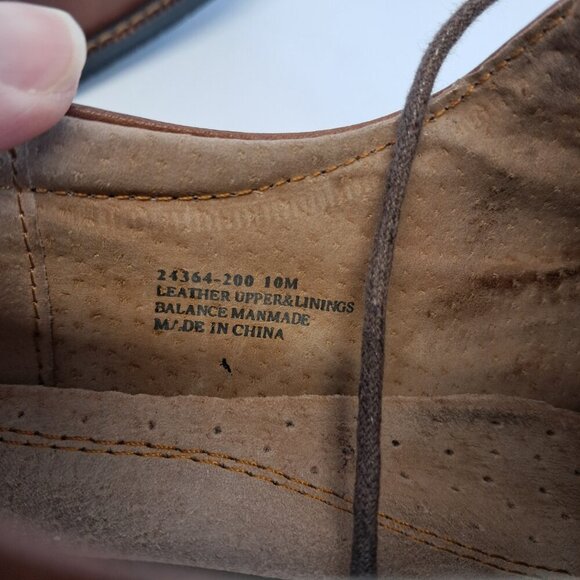 24364-200 10M
LEATHER UPPER&LININGS
BALANCE MANMADE
MADE IN CHINA